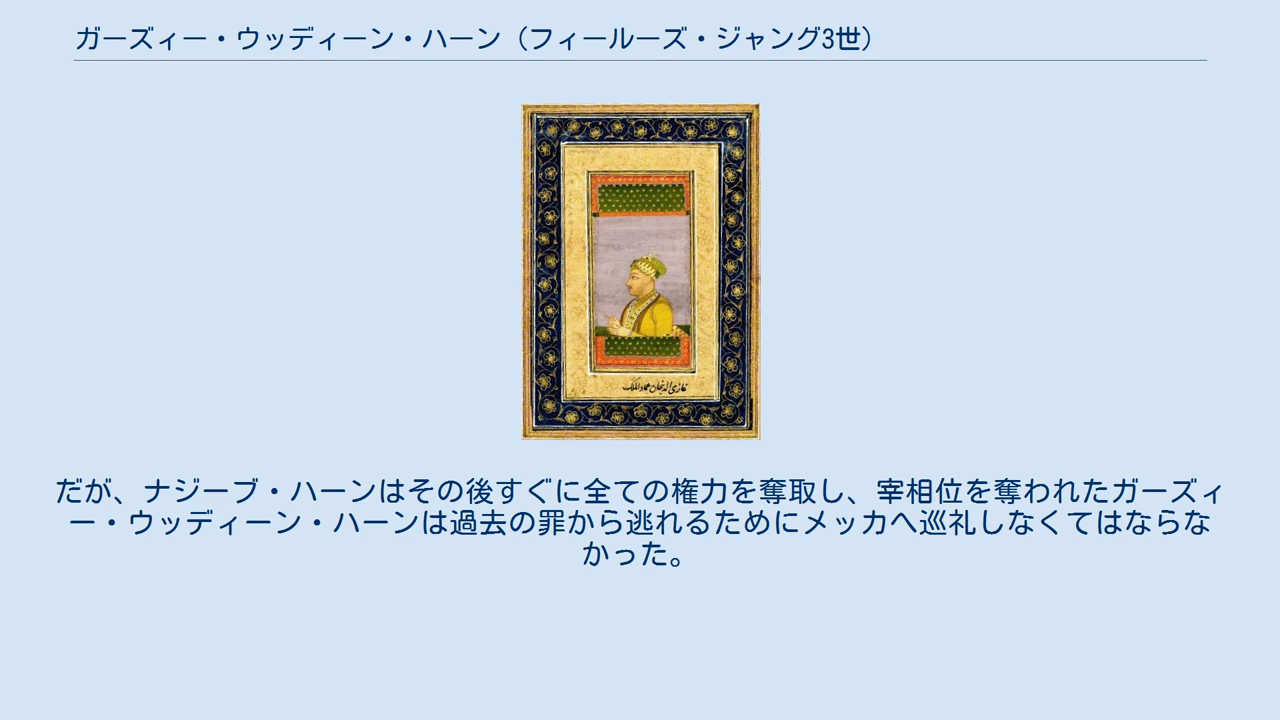 ガーズィー・ウッディーン・ハーン（フィールーズ・ジャング3世）
غازی الدینخان عماد الملک
だが、ナジーブ・ハーンはその後すぐに全ての権力を奪取し、宰相位を奪われたガーズィ
ー・ウッディーン・ハーンは過去の罪から逃れるためにメッカへ巡礼しなくてはならな
かった。